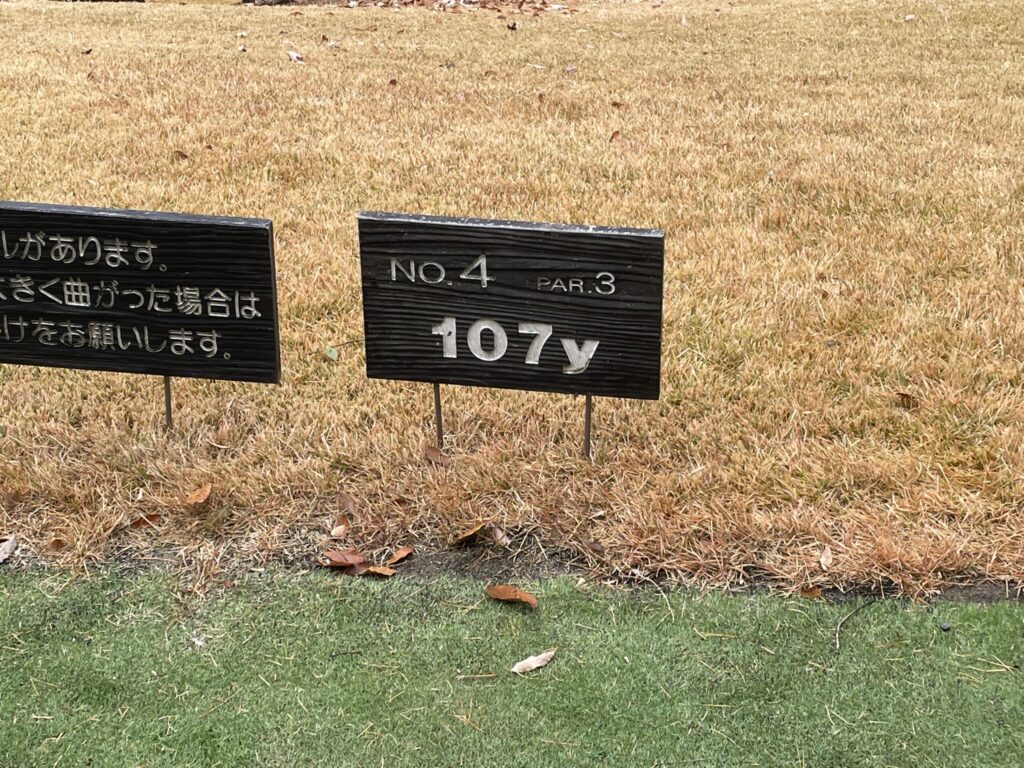 ルがあります。
きく曲がった場合は
けをお願いします。
NO.4 PAR.3
107y